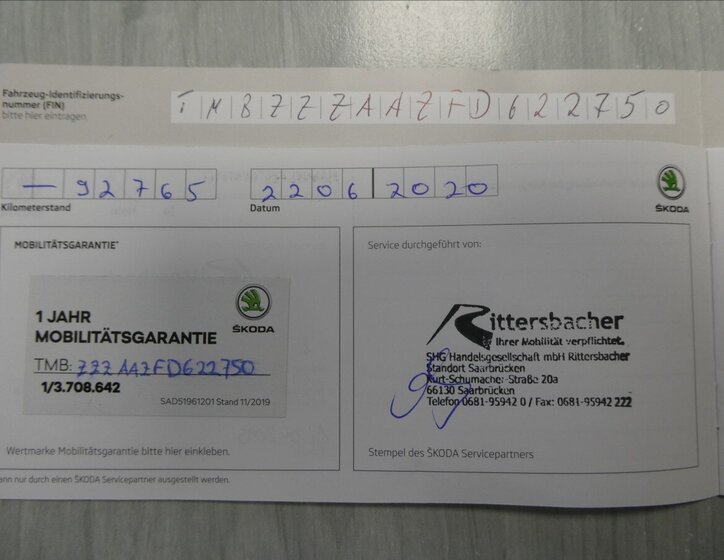 Fahrzeug-Identifizierungs-
nummer (FIN)
bitte hier eintragen
TMBZZZAAZFD622750
— 92765
Kilometerstand
22062020
Datum
ŠKODA
MOBILITÄTSGARANTIE*
1 JAHR
MOBILITÄTSGARANTIE
ŠKODA
TMB: ZZZAAZFD622750
1/3.708.642
SAD51961201 Stand 11/2019
Wertmarke Mobilitätsgarantie bitte hier einkleben.
Service durchgeführt von:
Rittersbacher
Ihrer Mobilität verpflichtet.
SHG Handelsgesellschaft mbH Rittersbacher
Standort Saarbrücken
Kurt-Schumacher-Straße 20a
66130 Saarbrücken
Telefon 0681-95942 0 / Fax: 0681-95942 222
Stempel des ŠKODA Servicepartners
ann nur durch einen ŠKODA Servicepartner ausgestellt werden.